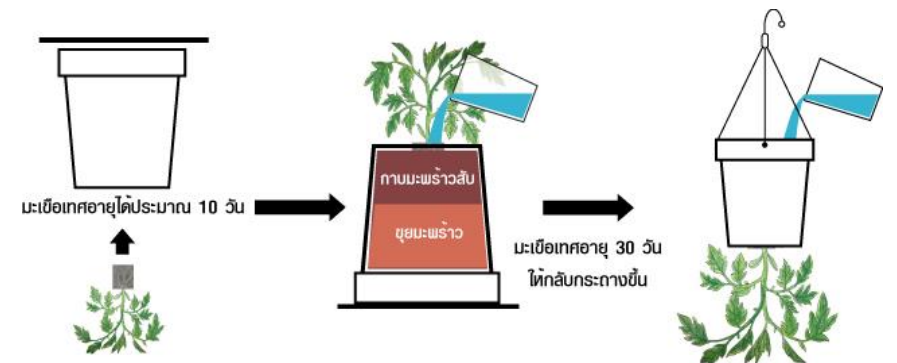 มะเขือเทศอายุได้ประมาณ 10 วัน
กาบมะพร้าวสับ
ขุยมะพร้าว
มะเขือเทศอายุ 30 วัน
ให้กลับกระถางขึ้น